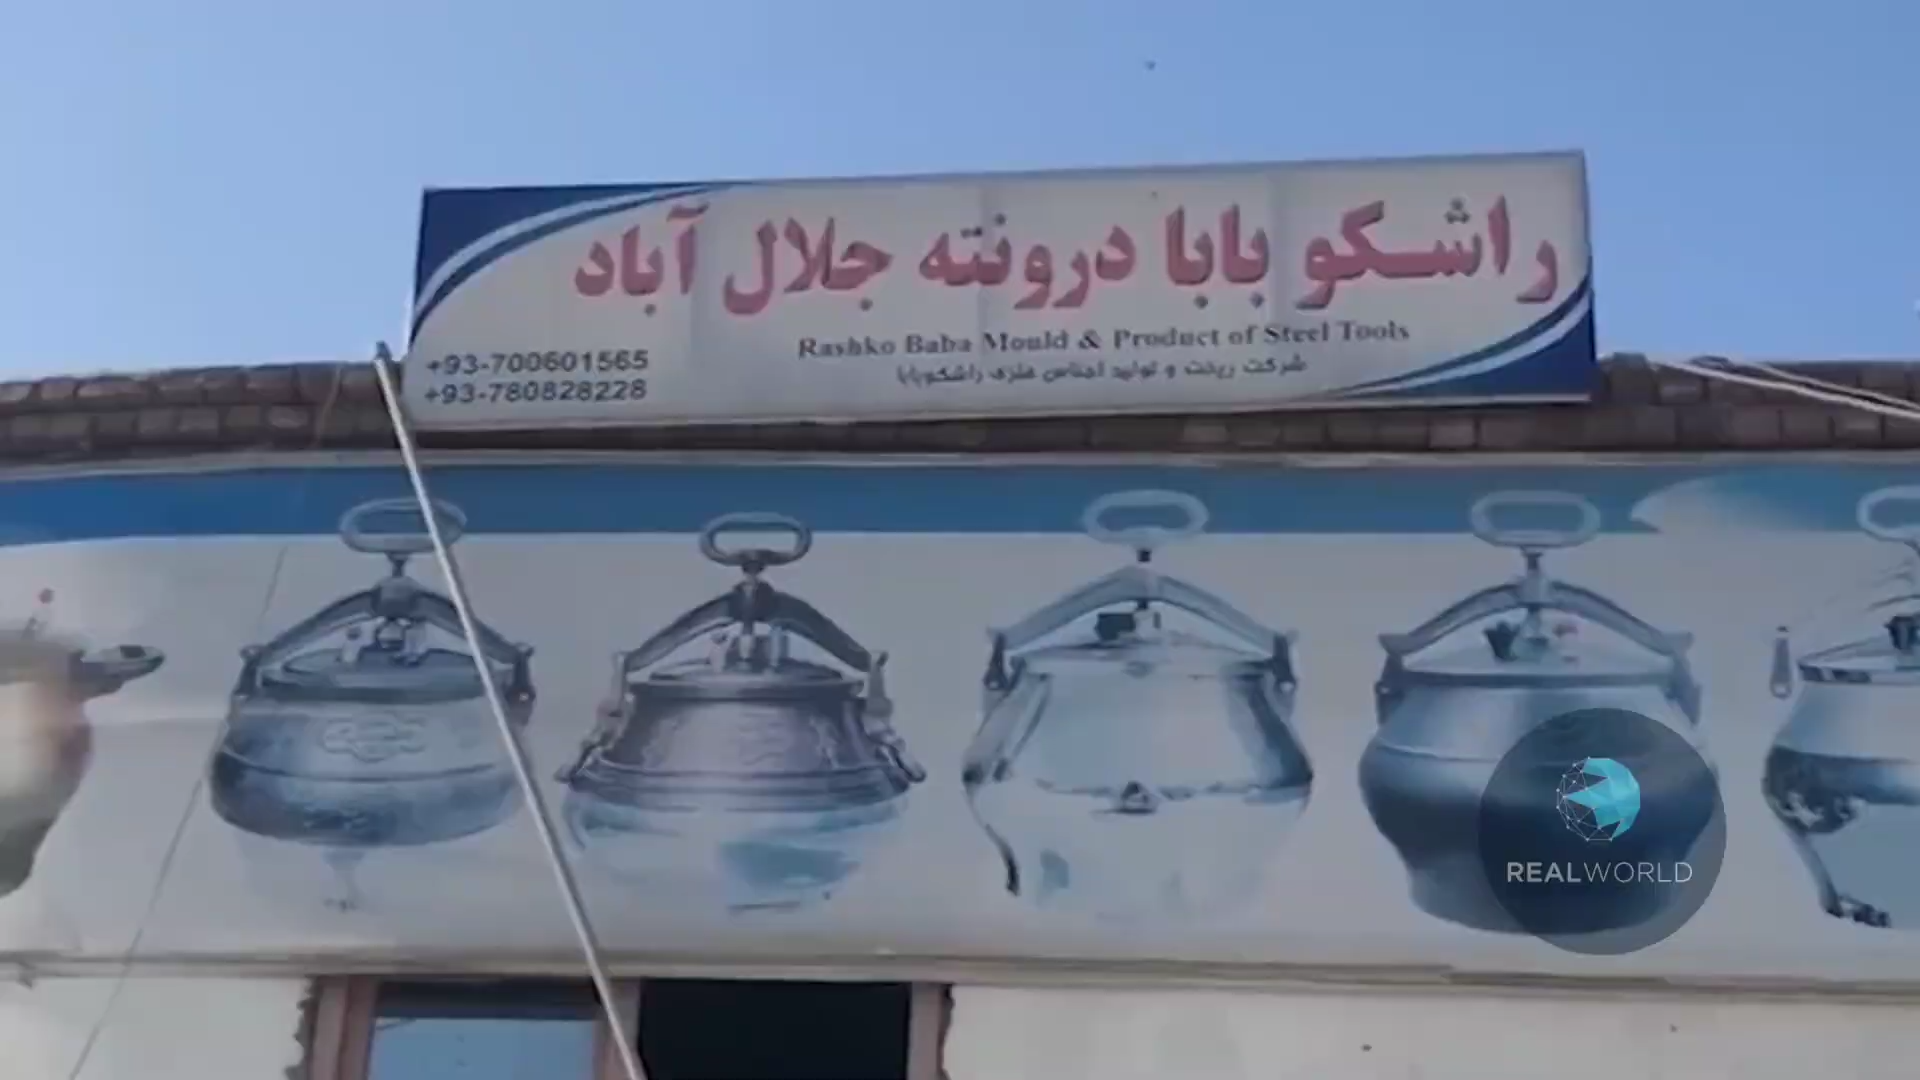 راشکو بابا درونته جلال آباد
Rashko Baba Mould & Product of Steel Tools
شرکت ریخت و تولید اجناس فلزی راشکوبابا
+93-700601565
+93-780828228
REALWORLD